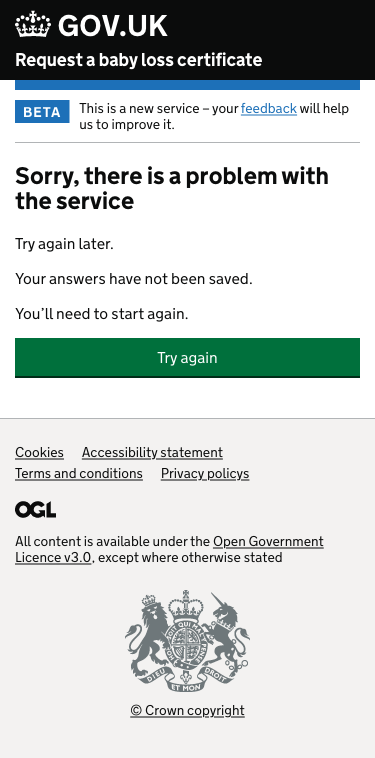 GOV.UK
Request a baby loss certificate
BETA
This is a new service – your feedback will help
us to improve it.
Sorry, there is a problem with
the service
Try again later.
Your answers have not been saved.
You’ll need to start again.
Try again
Cookies Accessibility statement
Terms and conditions Privacy policys
OGL
All content is available under the Open Government
Licence v3.0, except where otherwise stated
DIEU ET MON DROIT
© Crown copyright